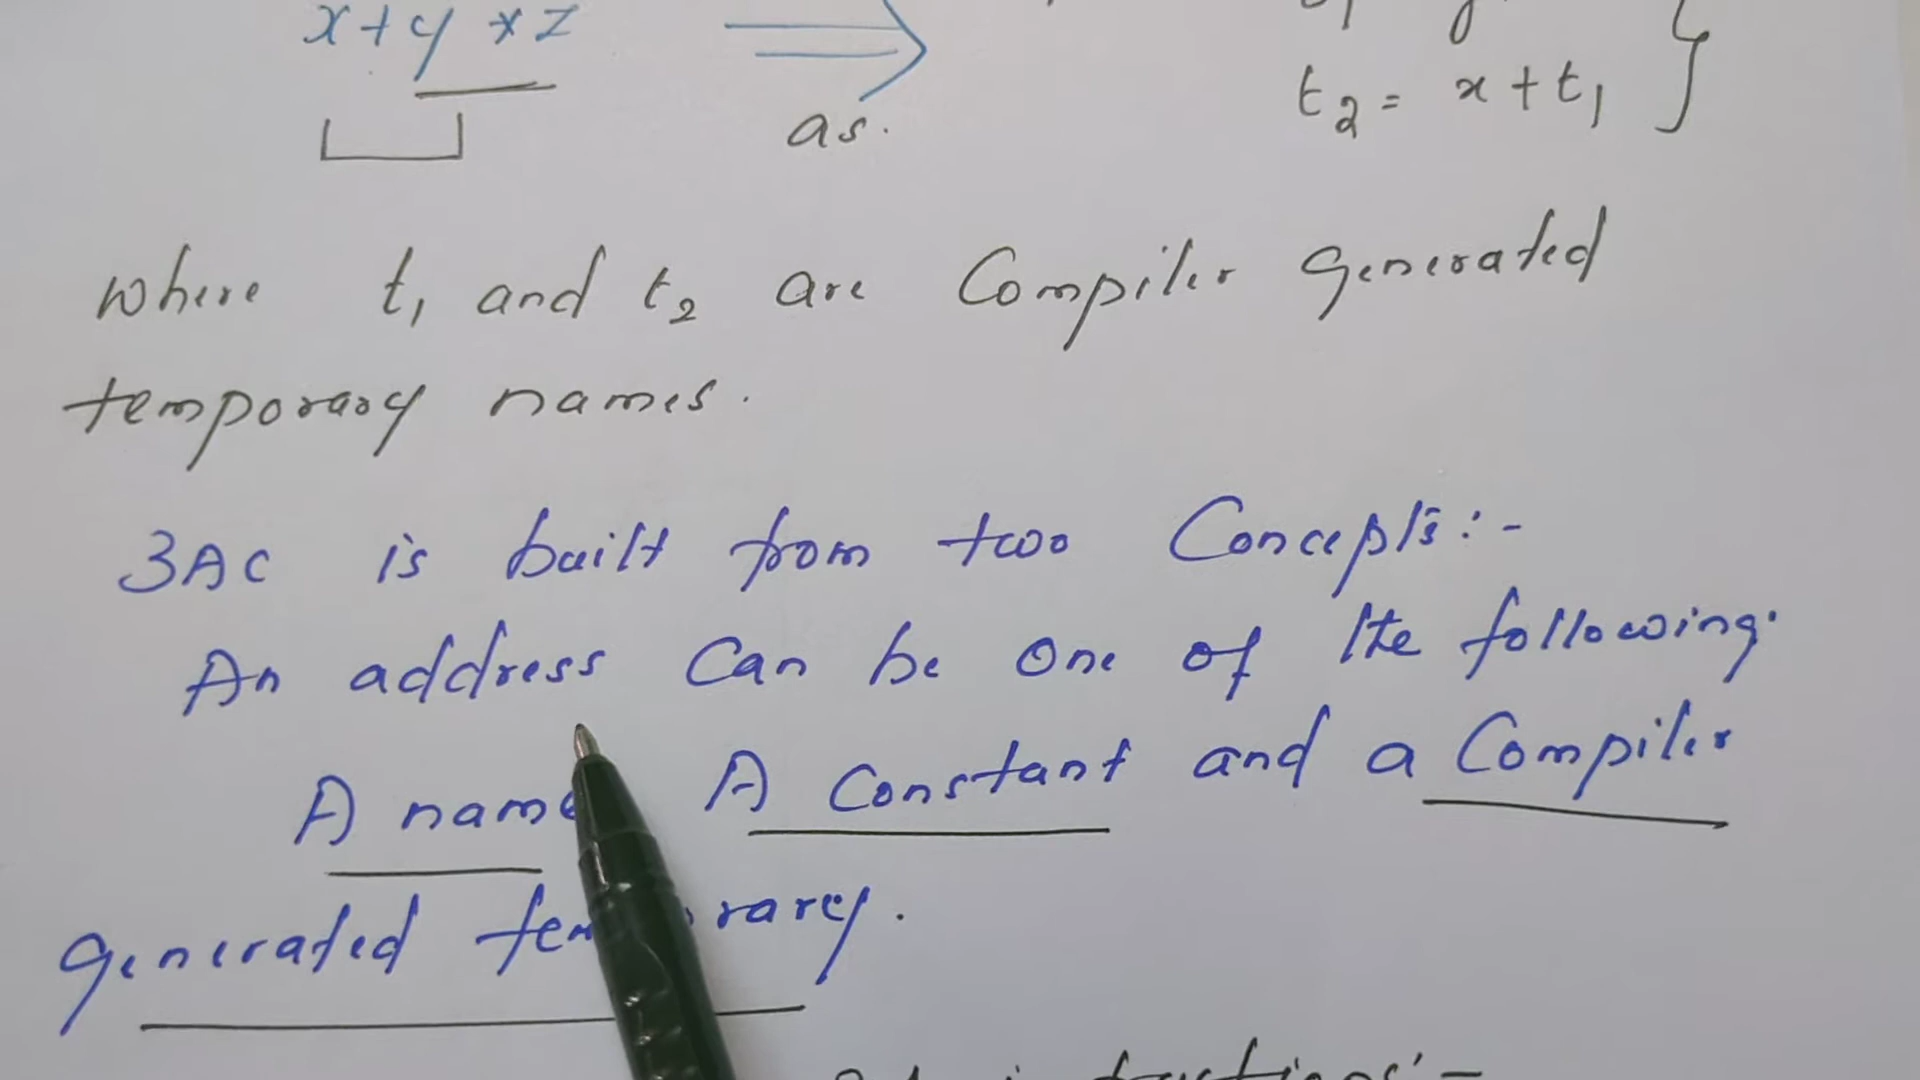 x + y * z
t2 = x + t1 }
as.
where t1 and t2 are Compiler generated
temporary names.
3AC is built from two Concepts:-
An address Can be One of the following.
A name A Constant and a Compiler
generated